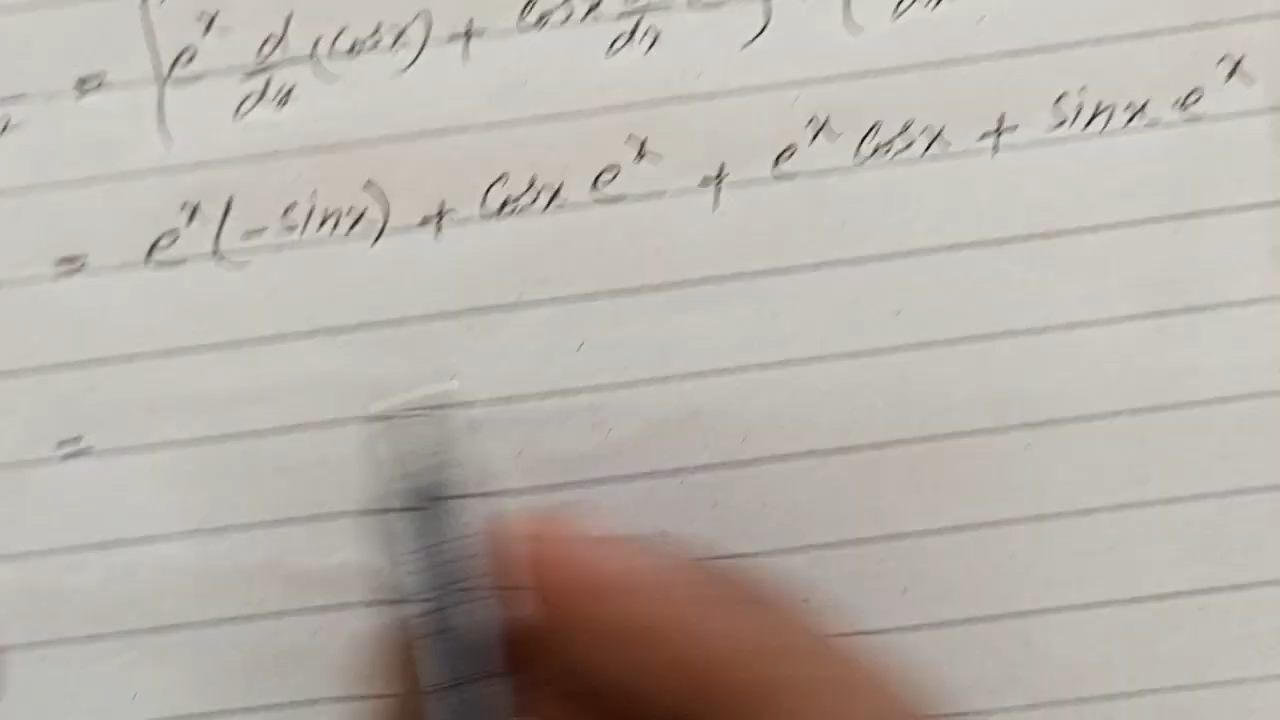 = (e^x d/dx (cosx) + cosx d/dx
= e^x (-sinx) + cosx e^x + e^x cosx + sinx . e^x
=